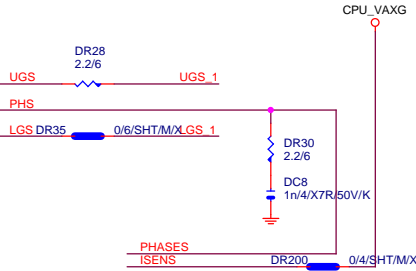 CPU_VAXG
DR28
2.2/6
UGS
UGS_1
PHS
LGS DR35 0/6/SHT/M/X LGS_1
DR30
2.2/6
DC8
1n/4/X7R/50V/K
PHASES
ISENS DR200 0/4/SHT/M/X